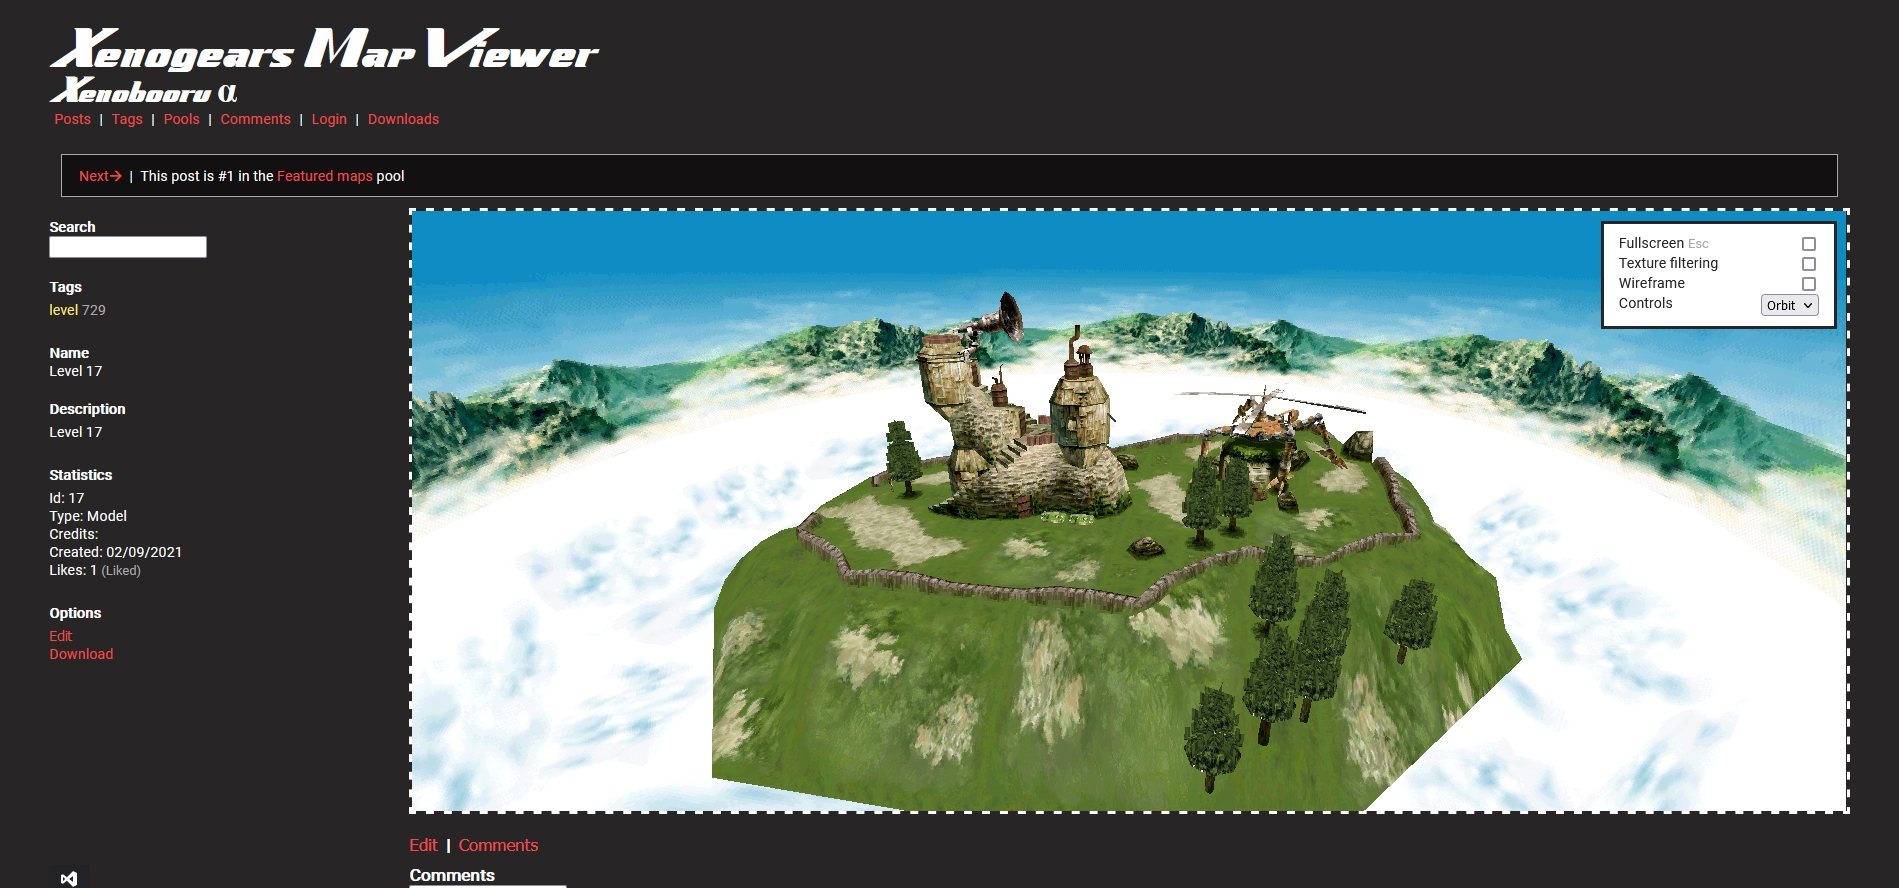 Xenogears Map Viewer
Xenobooru α
Posts | Tags | Pools | Comments | Login | Downloads
Next→ | This post is #1 in the Featured maps pool
Search
Tags
level 729
Name
Level 17
Description
Level 17
Statistics
Id: 17
Type: Model
Credits:
Created: 02/09/2021
Likes: 1 (Liked)
Options
Edit
Download
Fullscreen Esc
Texture filtering
Wireframe
Controls Orbit
Edit | Comments
Comments